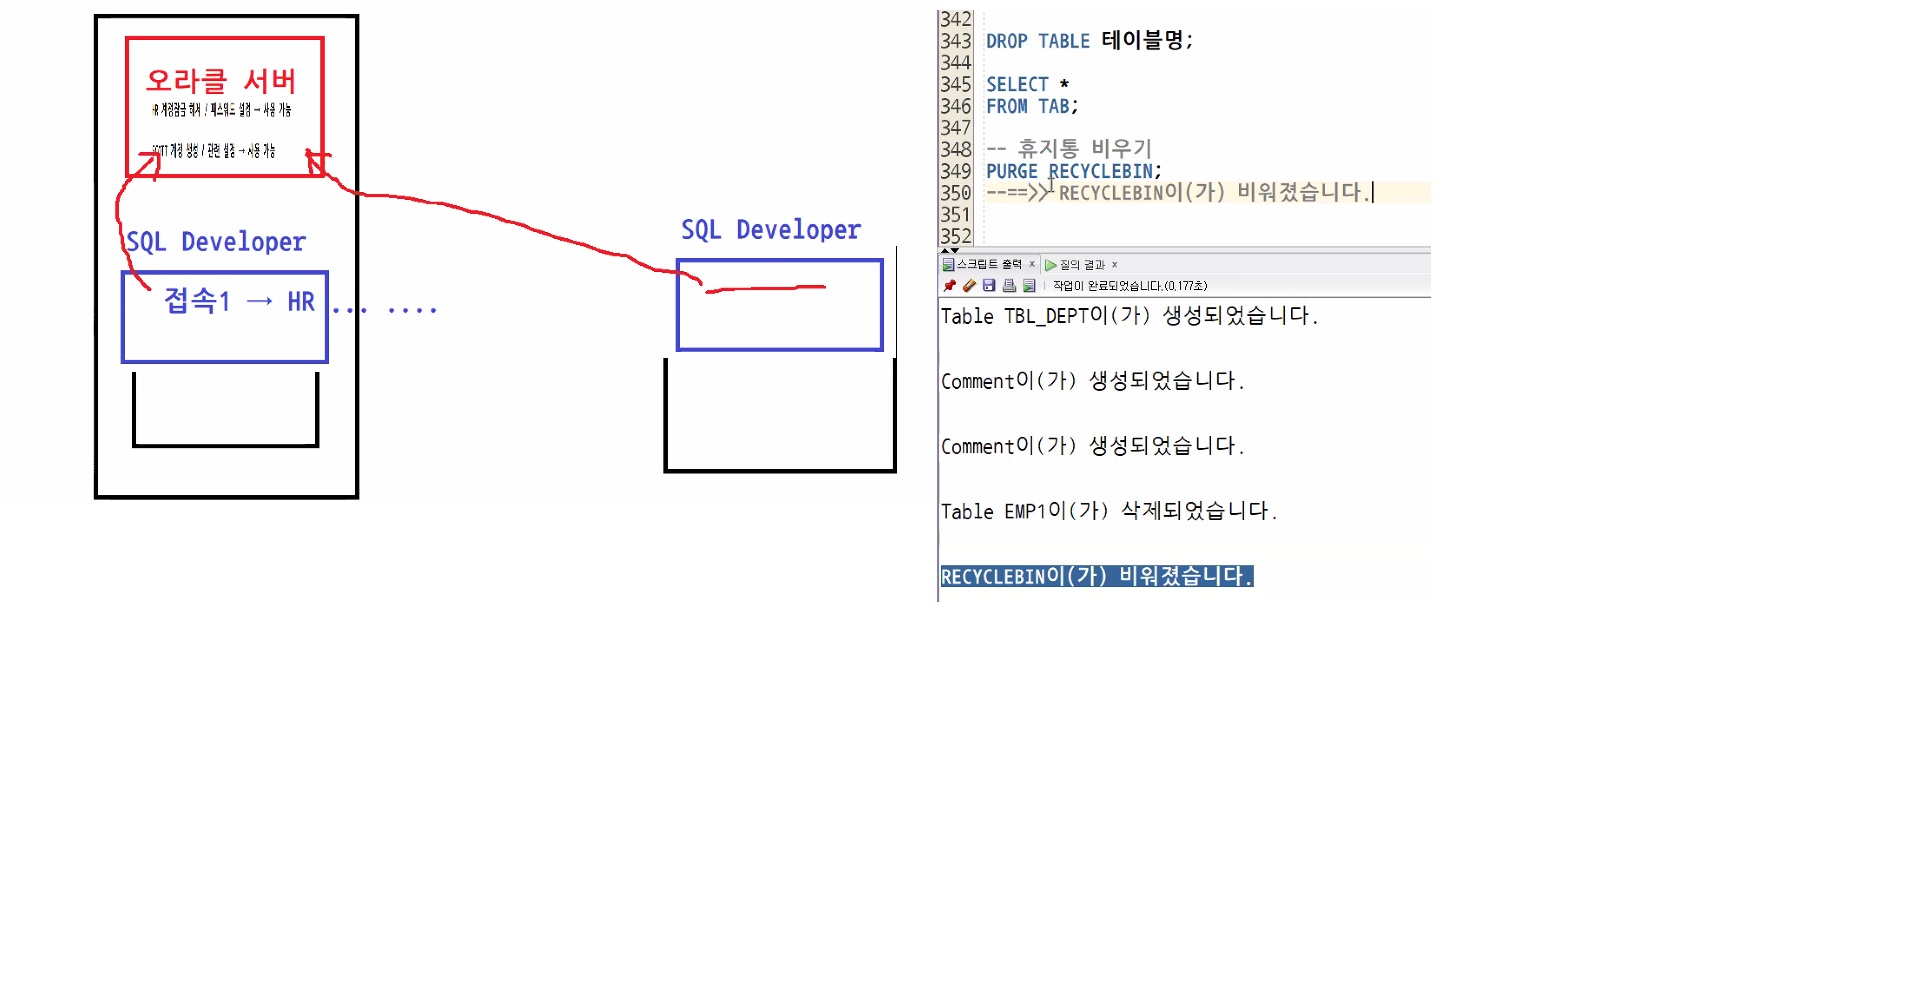 오라클 서버
HR 계정잠금 해제 / 패스워드 설정 → 사용 가능
SCOTT 계정 생성 / 관련 설정 → 사용 가능
SQL Developer
접속1 → HR ... ....
SQL Developer
342
343 DROP TABLE 테이블명;
344
345 SELECT *
346 FROM TAB;
347
348 -- 휴지통 비우기
349 PURGE RECYCLEBIN;
350 --==>> RECYCLEBIN이(가) 비워졌습니다.
351
352
스크립트 출력 × 질의 결과 ×
작업이 완료되었습니다.(0,177초)
Table TBL_DEPT이(가) 생성되었습니다.
Comment이(가) 생성되었습니다.
Comment이(가) 생성되었습니다.
Table EMP1이(가) 삭제되었습니다.
RECYCLEBIN이(가) 비워졌습니다.